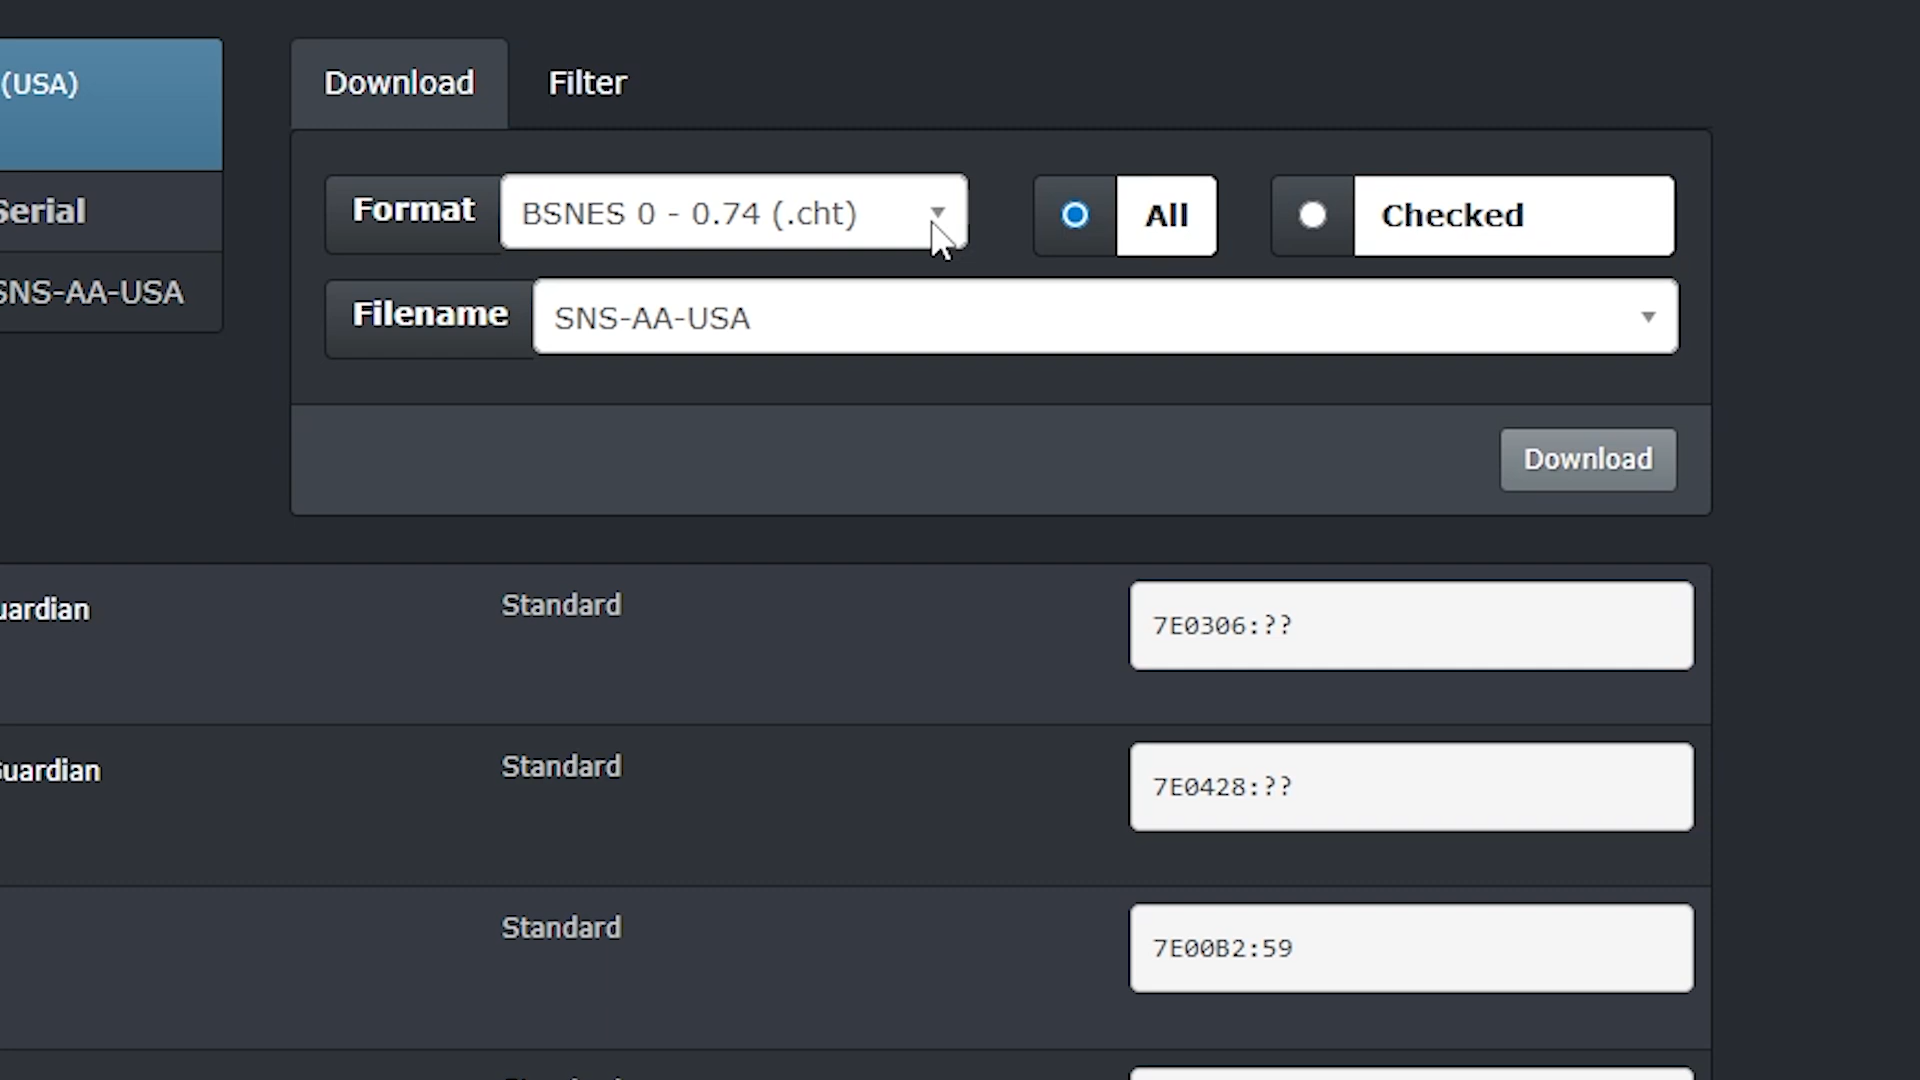 (USA)
Serial
SNS-AA-USA
Download Filter
Format BSNES 0 - 0.74 (.cht) All Checked
Filename SNS-AA-USA
Download
uardian Standard 7E0306:??
Guardian Standard 7E0428:??
Standard 7E00B2:59